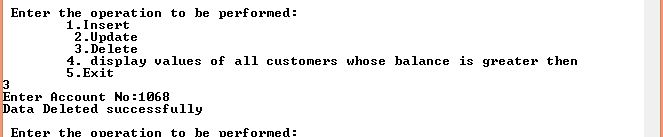 Enter the operation to be performed:
1.Insert
2.Update
3.Delete
4. display values of all customers whose balance is greater then
5.Exit
3
Enter Account No:1068
Data Deleted successfully
Enter the operation to be performed: